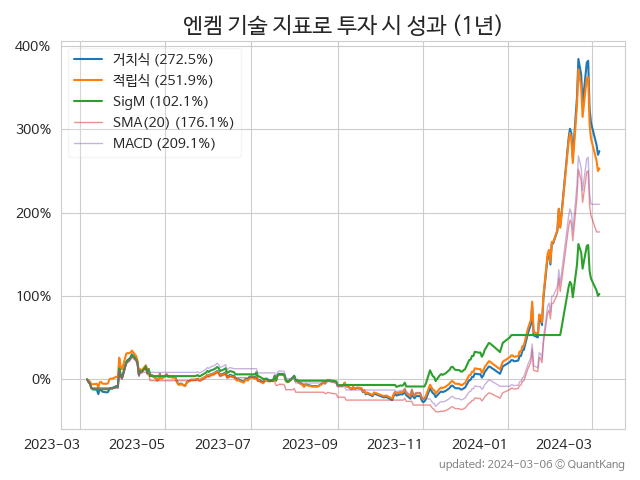 엔켐 기술 지표로 투자 시 성과 (1년)
400%
300%
200%
100%
0%
거치식 (272.5%)
적립식 (251.9%)
SigM (102.1%)
SMA(20) (176.1%)
MACD (209.1%)
2023-03 2023-05 2023-07 2023-09 2023-11 2024-01 2024-03
updated: 2024-03-06 © QuantKang